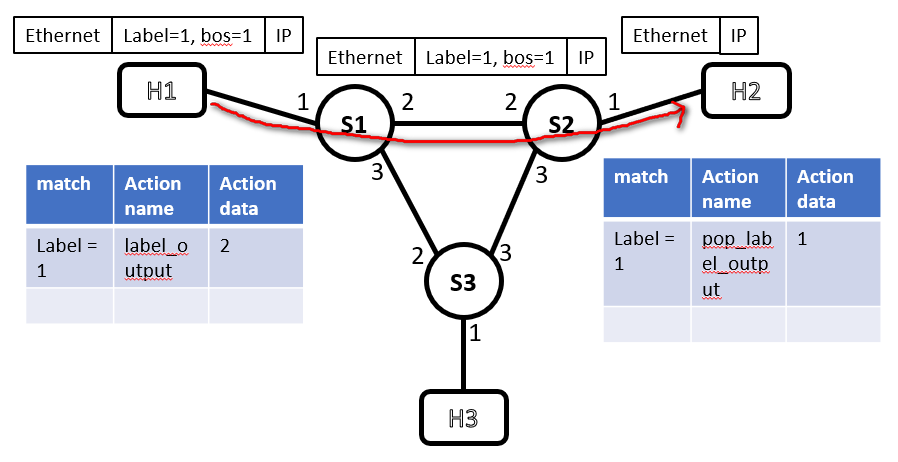 Ethernet Label=1, bos=1 IP
Ethernet Label=1, bos=1 IP
Ethernet IP
H1
H2
1
S1
2
3
2
S2
1
3
match Action name Action data
Label = 1 label_output 2
match Action name Action data
Label = 1 pop_label_output 1
2
S3
3
1
H3